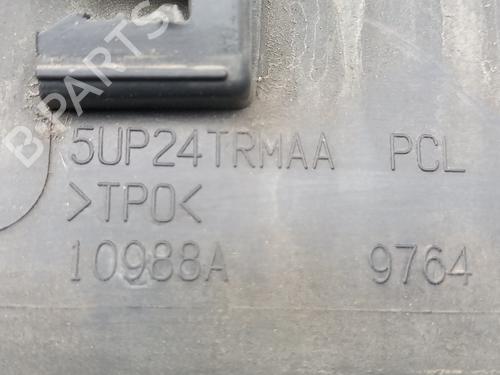 B-PARTS
5UP24TRMAA PCL
>TPO<
10988A 9764